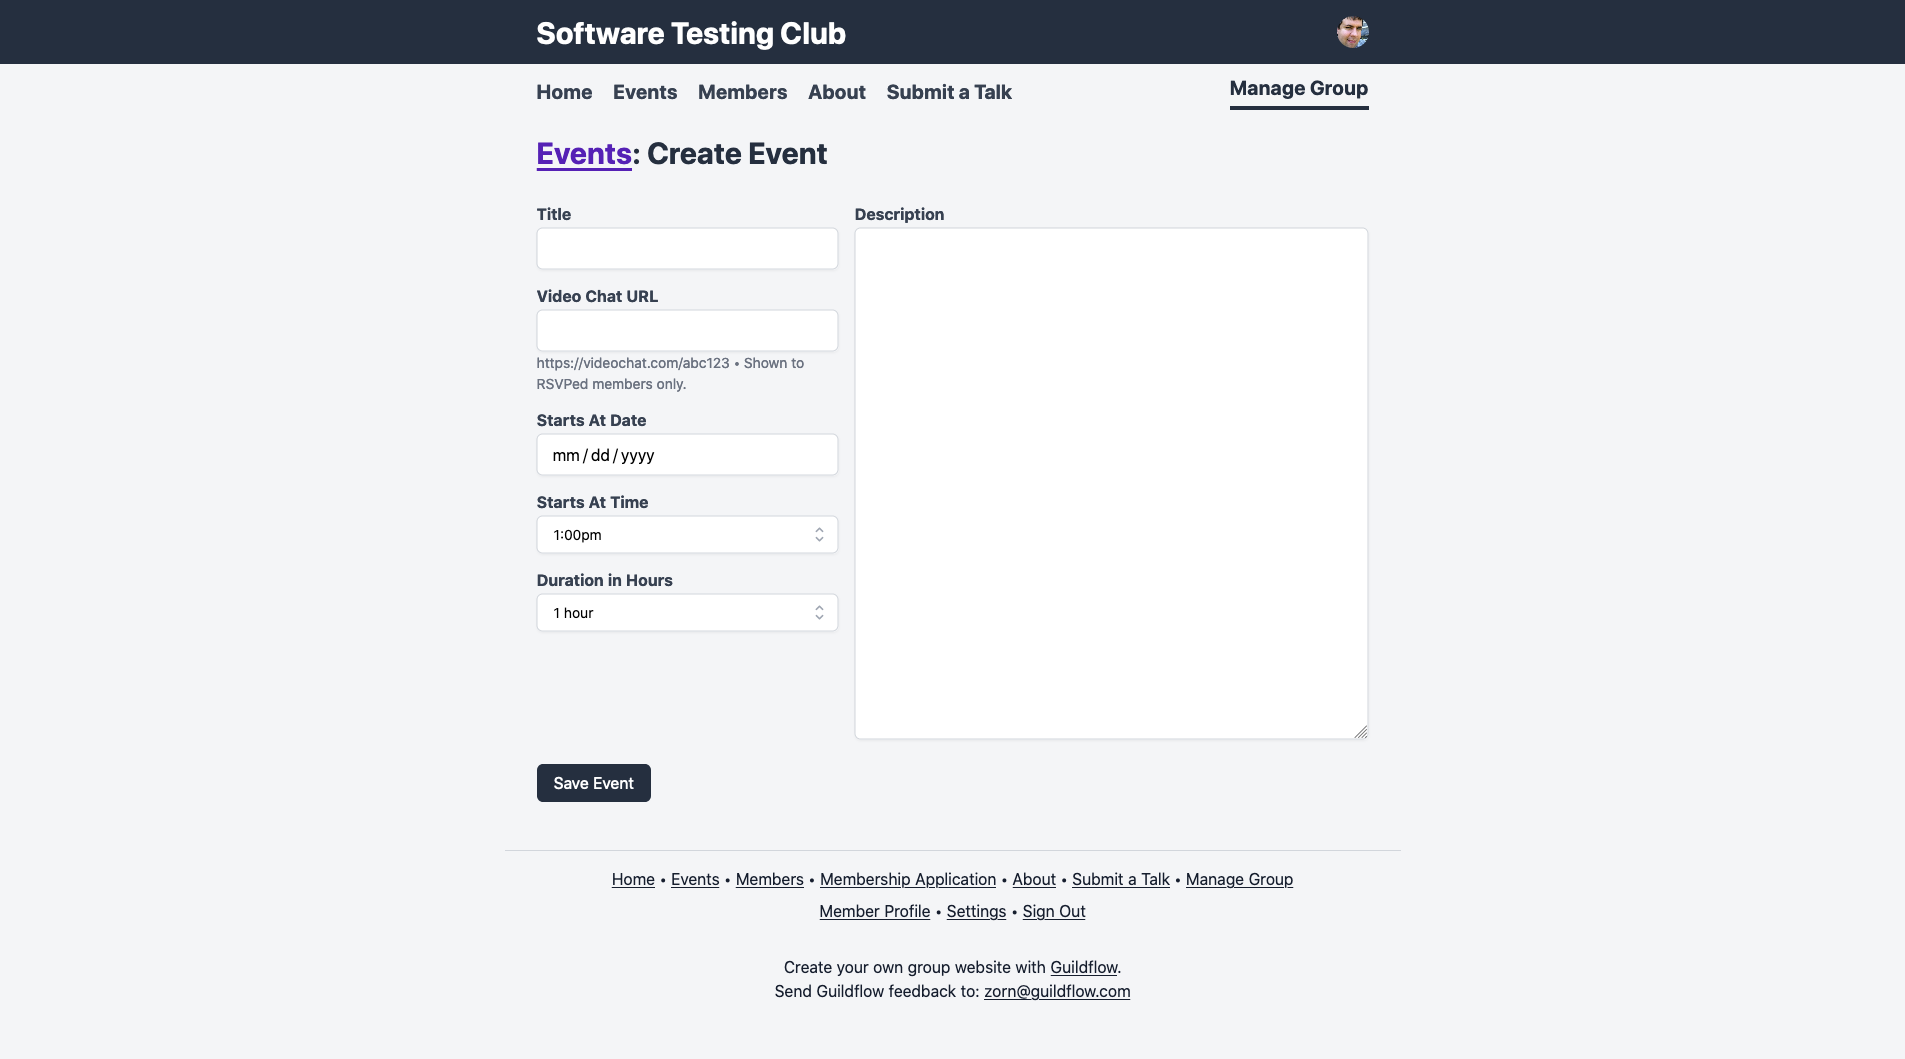 Software Testing Club
Home Events Members About Submit a Talk Manage Group
Events: Create Event
Title
Description
Video Chat URL
https://videochat.com/abc123 • Shown to
RSVPed members only.
Starts At Date
mm/dd/yyyy
Starts At Time
1:00pm
Duration in Hours
1 hour
Save Event
Home • Events • Members • Membership Application • About • Submit a Talk • Manage Group
Member Profile • Settings • Sign Out
Create your own group website with Guildflow.
Send Guildflow feedback to: zorn@guildflow.com